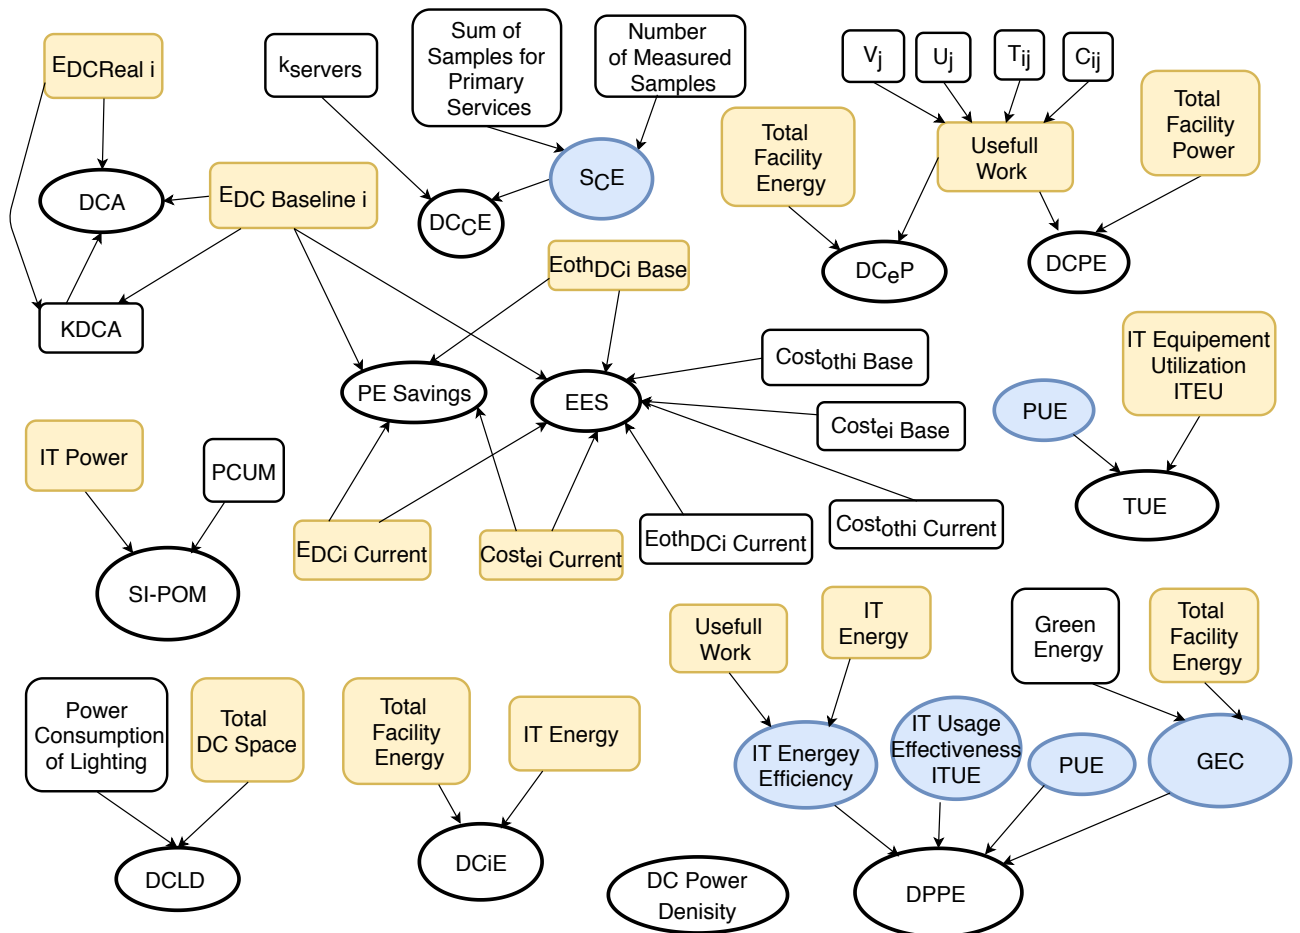 EDCReal i
kservers
Sum of
Samples for
Primary
Services
Number
of Measured
Samples
Vj
Uj
Tij
Cij
Total
Facility
Energy
Usefull
Work
Total
Facility
Power
DCA
EDC Baseline i
DCCE
SCE
DCeP
DCPE
KDCA
EothDCi Base
PE Savings
EES
Costothi Base
Costei Base
IT Equipement
Utilization
ITEU
PUE
TUE
IT Power
PCUM
SI-POM
EDCi Current
Costei Current
EothDCi Current
Costothi Current
Usefull
Work
IT
Energy
Green
Energy
Total
Facility
Energy
Power
Consumption
of Lighting
Total
DC Space
Total
Facility
Energy
IT Energy
IT Energey
Efficiency
IT Usage
Effectiveness
ITUE
PUE
GEC
DCLD
DCiE
DC Power
Denisity
DPPE